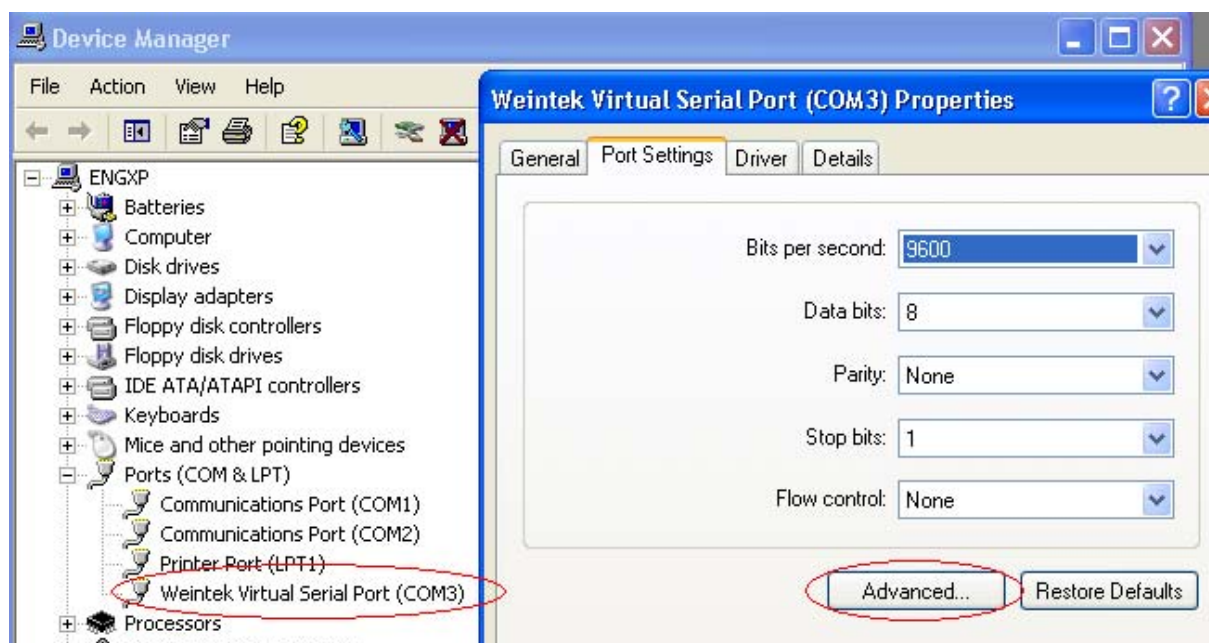 Device Manager
File Action View Help
ENGXP
Batteries
Computer
Disk drives
Display adapters
Floppy disk controllers
Floppy disk drives
IDE ATA/ATAPI controllers
Keyboards
Mice and other pointing devices
Ports (COM & LPT)
Communications Port (COM1)
Communications Port (COM2)
Printer Port (LPT1)
Weintek Virtual Serial Port (COM3)
Processors
Weintek Virtual Serial Port (COM3) Properties
General Port Settings Driver Details
Bits per second: 9600
Data bits: 8
Parity: None
Stop bits: 1
Flow control: None
Advanced... Restore Defaults